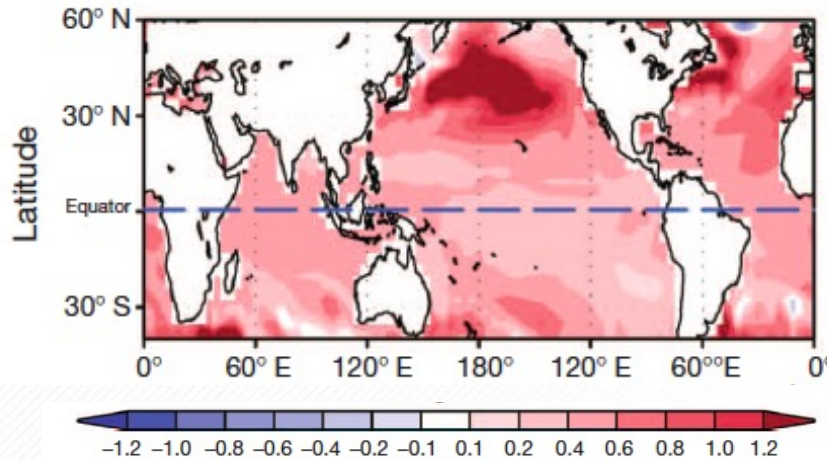 60° N
30° N
Equator
30° S
Latitude
0° 60° E 120° E 180° 120° E 60°°E 0°
–1.2 –1.0 –0.8 –0.6 –0.4 –0.2 –0.1 0.1 0.2 0.4 0.6 0.8 1.0 1.2